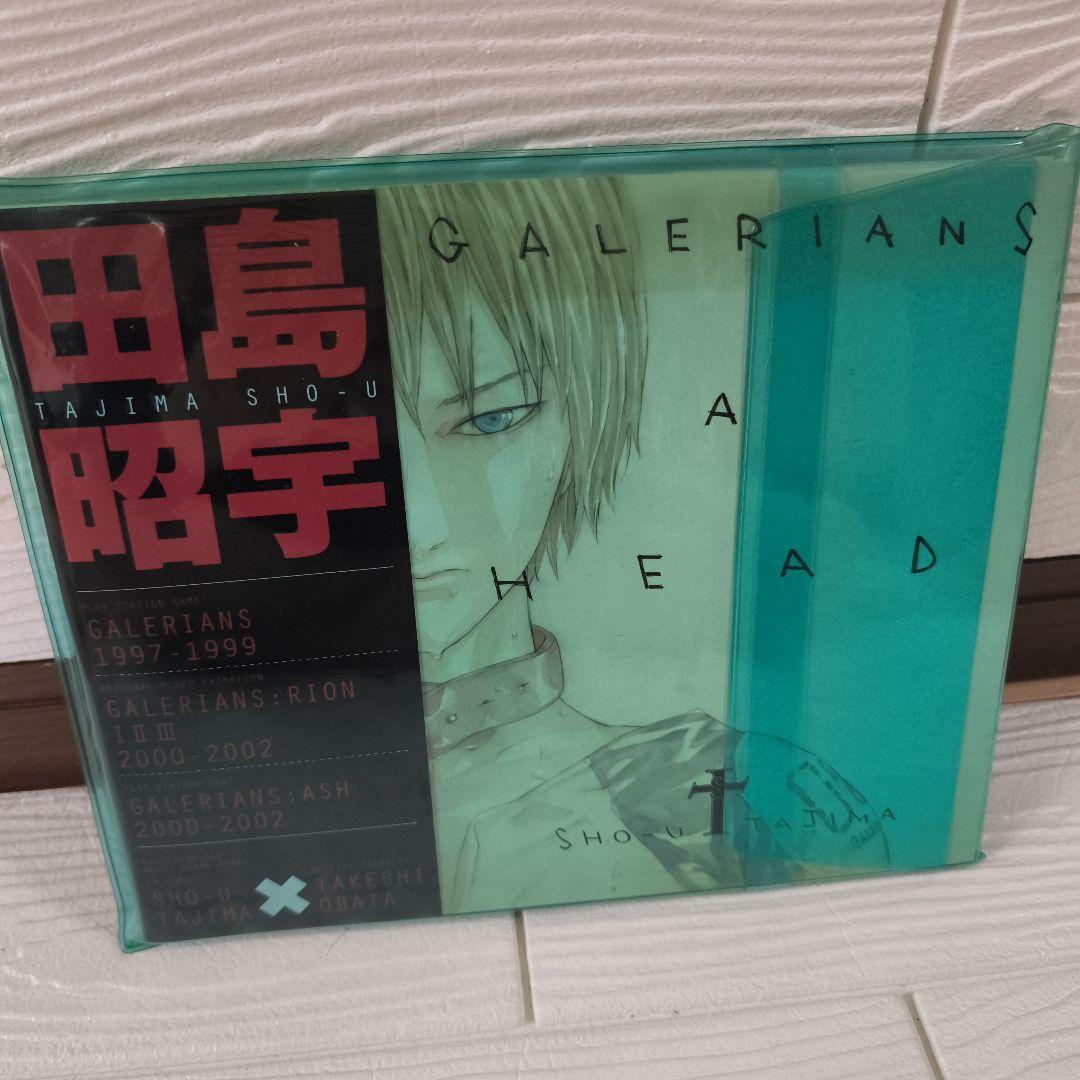 田島
TAJIMA SHO-U
昭宇
PLAY STATION GAME
GALERIANS
1997-1999
ORIGINAL VIDEO ANIMATION
GALERIANS:RION
I II III
2000-2002
PLAY STATION GAME
GALERIANS:ASH
2000-2002
SHO-U
TAJIMA
×
TAKESHI
OBATA
GALERIANS
A
HEAD
SHO-U TAJIMA